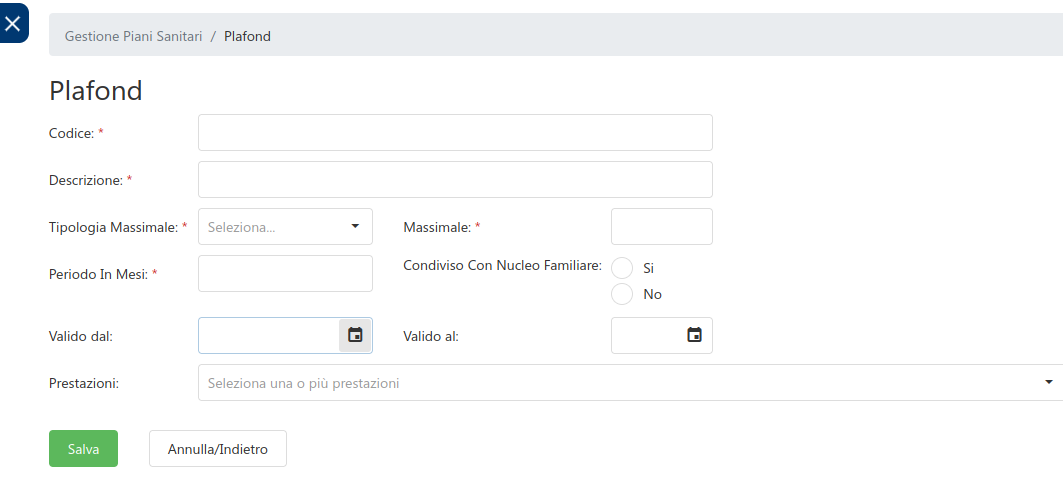 Gestione Piani Sanitari / Plafond
Plafond
Codice: *
Descrizione: *
Tipologia Massimale: * Seleziona... Massimale: *
Periodo In Mesi: * Condiviso Con Nucleo Familiare: Si
No
Valido dal: Valido al:
Prestazioni: Seleziona una o più prestazioni
Salva Annulla/Indietro